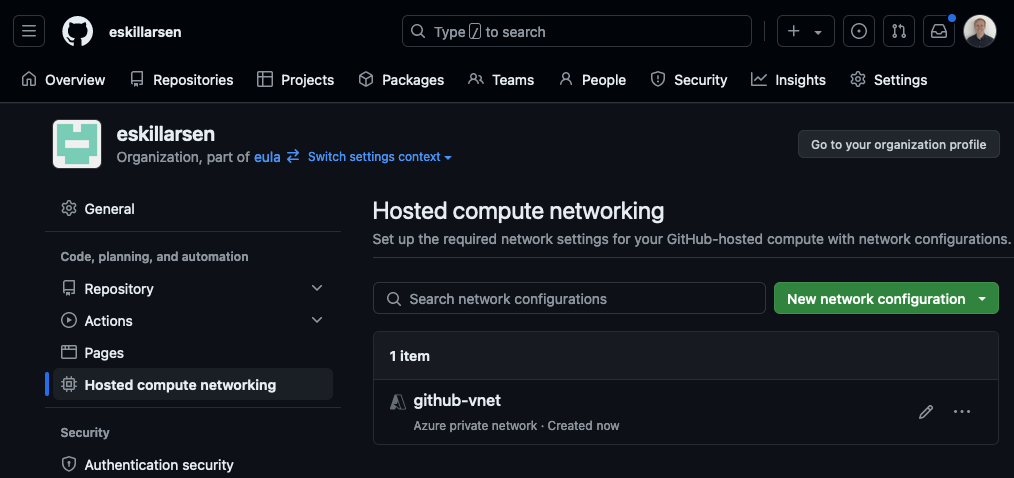 eskillarsen
Type / to search
Overview Repositories Projects Packages Teams People Security Insights Settings
eskillarsen
Organization, part of eula Switch settings context
Go to your organization profile
General
Code, planning, and automation
Repository
Actions
Pages
Hosted compute networking
Security
Authentication security
Hosted compute networking
Set up the required network settings for your GitHub-hosted compute with network configurations.
Search network configurations
New network configuration
1 item
github-vnet
Azure private network · Created now